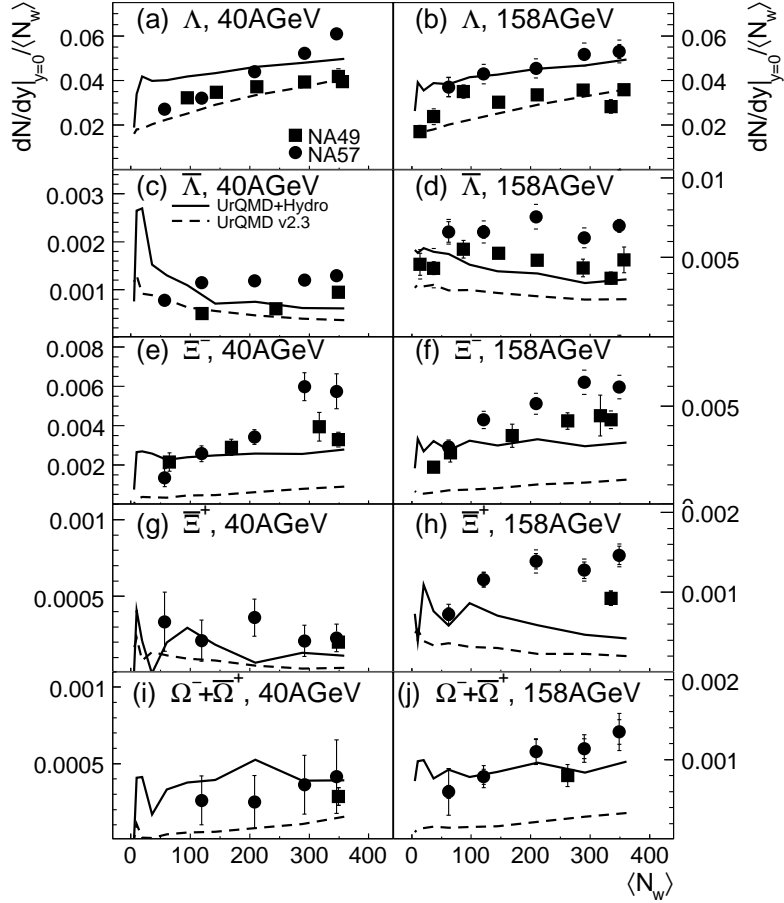 dN/dy|y=0/⟨Nw⟩
dN/dy|y=0/⟨Nw⟩
(a) Λ, 40AGeV
(b) Λ, 158AGeV
0.06
0.04
0.02
0.06
0.04
0.02
NA49
NA57
(c) Λ̅, 40AGeV
(d) Λ̅, 158AGeV
UrQMD+Hydro
UrQMD v2.3
0.003
0.002
0.001
0.01
0.005
(e) Ξ⁻, 40AGeV
(f) Ξ⁻, 158AGeV
0.008
0.006
0.004
0.002
0.005
0
(g) Ξ̅⁺, 40AGeV
(h) Ξ̅⁺, 158AGeV
0.001
0.0005
0
0.002
0.001
0
(i) Ω⁻+Ω̅⁺, 40AGeV
(j) Ω⁻+Ω̅⁺, 158AGeV
0.001
0.0005
0.002
0.001
0
0 100 200 300 0 100 200 300 400
⟨Nw⟩